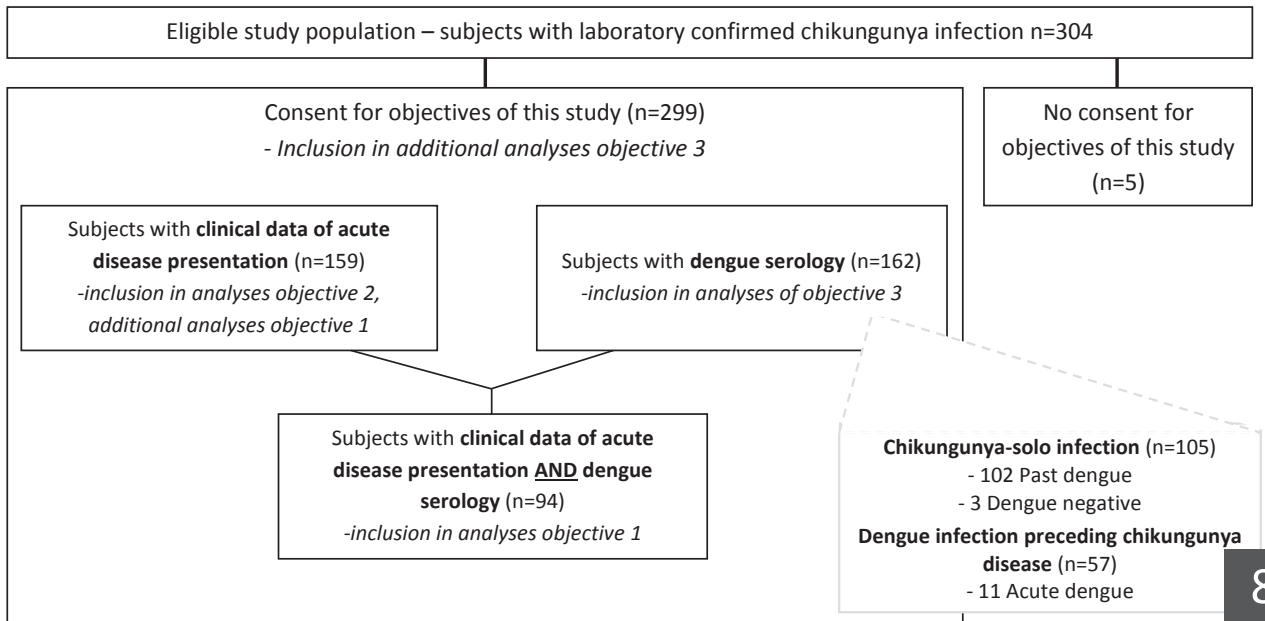 Eligible study population – subjects with laboratory confirmed chikungunya infection n=304
Consent for objectives of this study (n=299)
- Inclusion in additional analyses objective 3
No consent for
objectives of this study
(n=5)
Subjects with clinical data of acute
disease presentation (n=159)
-inclusion in analyses objective 2,
additional analyses objective 1
Subjects with dengue serology (n=162)
-inclusion in analyses of objective 3
Subjects with clinical data of acute
disease presentation AND dengue
serology (n=94)
-inclusion in analyses objective 1
Chikungunya-solo infection (n=105)
- 102 Past dengue
- 3 Dengue negative
Dengue infection preceding chikungunya
disease (n=57)
- 11 Acute dengue
8